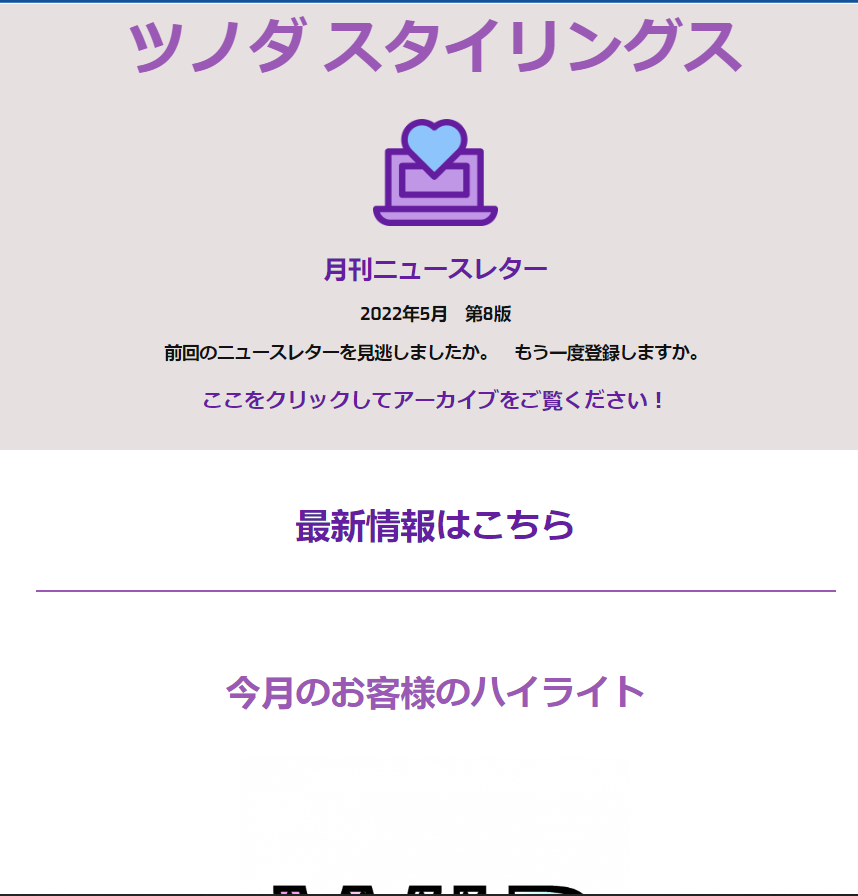 ツノダ スタイリングス
月刊ニュースレター
2022年5月　第8版
前回のニュースレターを見逃しましたか。　もう一度登録しますか。
ここをクリックしてアーカイブをご覧ください！
最新情報はこちら
今月のお客様のハイライト